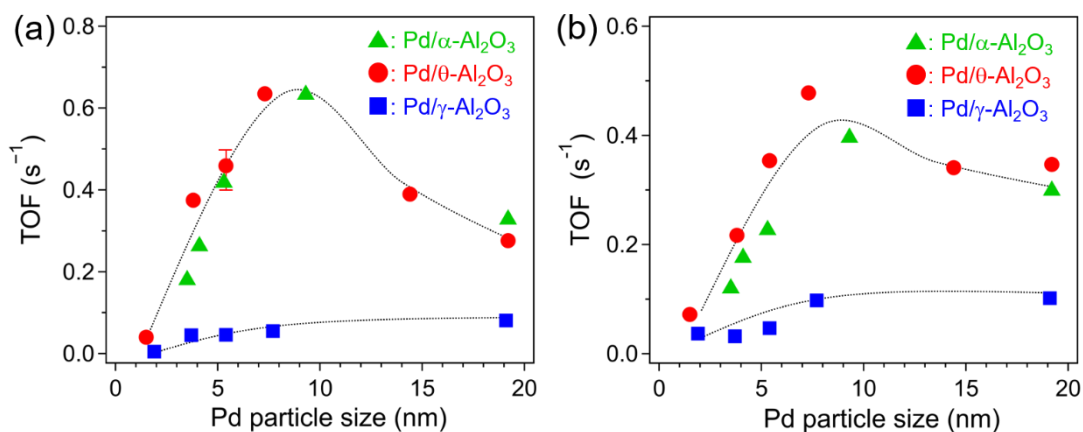 (a)
0.8
0.6
0.4
0.2
0.0
TOF (s⁻¹)
▲: Pd/α-Al₂O₃
●: Pd/θ-Al₂O₃
■: Pd/γ-Al₂O₃
0 5 10 15 20
Pd particle size (nm)
(b)
0.6
0.4
0.2
0.0
TOF (s⁻¹)
▲: Pd/α-Al₂O₃
●: Pd/θ-Al₂O₃
■: Pd/γ-Al₂O₃
0 5 10 15 20
Pd particle size (nm)